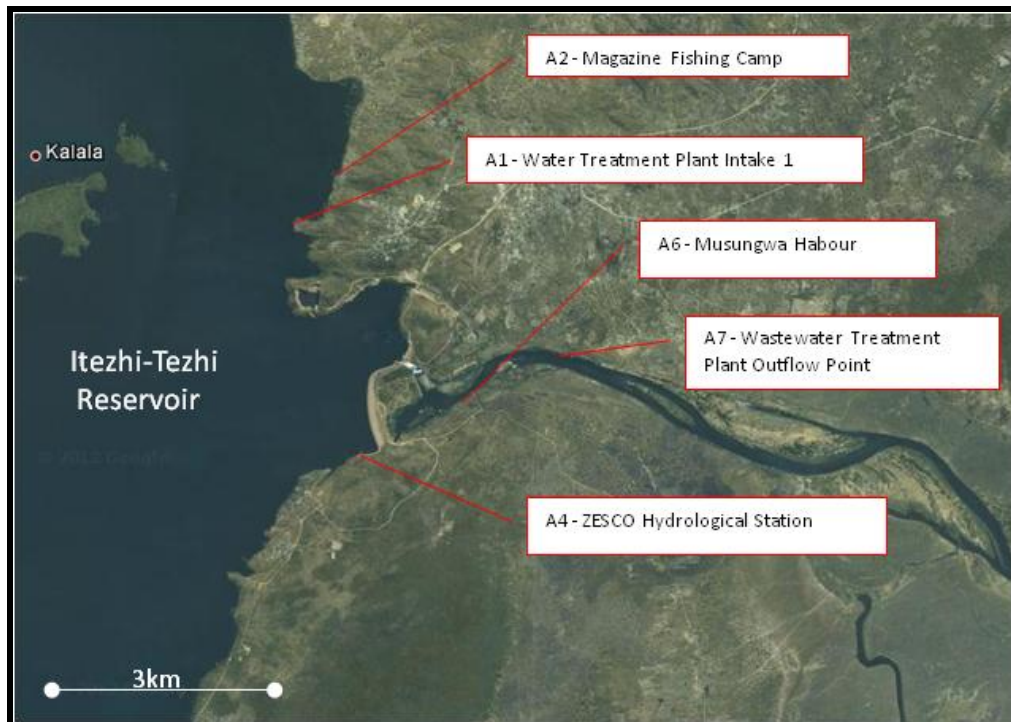 A2 - Magazine Fishing Camp
Kalala
A1 - Water Treatment Plant Intake 1
A6 - Musungwa Habour
A7 – Wastewater Treatment
Plant Outflow Point
Itezhi-Tezhi
Reservoir
A4 - ZESCO Hydrological Station
3km